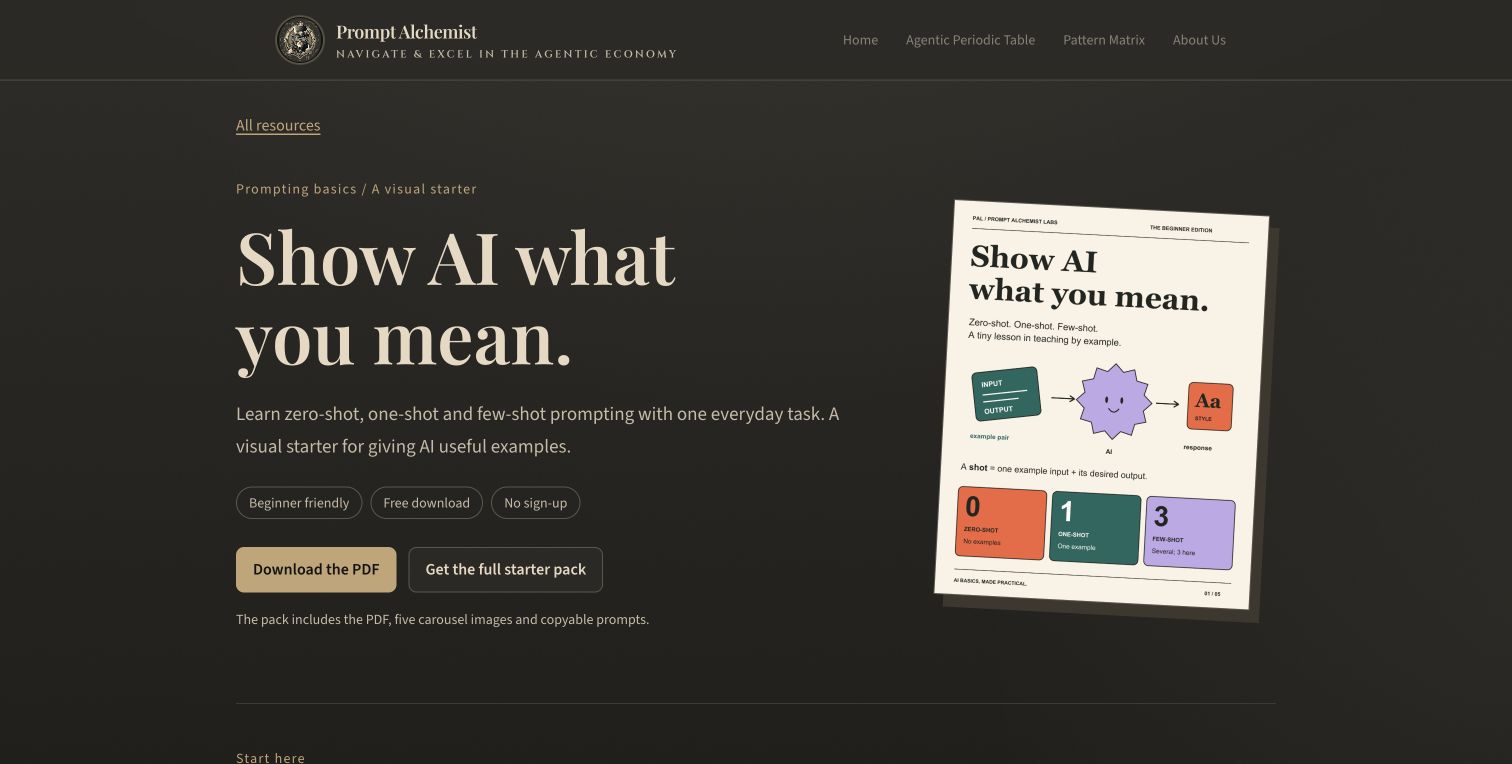 Prompt Alchemist
NAVIGATE & EXCEL IN THE AGENTIC ECONOMY
Home
Agentic Periodic Table
Pattern Matrix
About Us
All resources
Prompting basics / A visual starter
Show AI what
you mean.
Learn zero-shot, one-shot and few-shot prompting with one everyday task. A
visual starter for giving AI useful examples.
Beginner friendly
Free download
No sign-up
Download the PDF
Get the full starter pack
The pack includes the PDF, five carousel images and copyable prompts.
PAL / PROMPT ALCHEMIST LABS
THE BEGINNER EDITION
Show AI
what you mean.
Zero-shot. One-shot. Few-shot.
A tiny lesson in teaching by example.
INPUT
OUTPUT
example pair
AI
Aa
STYLE
response
A shot = one example input + its desired output.
0
ZERO-SHOT
No examples
1
ONE-SHOT
One example
3
FEW-SHOT
Several; 3 here
AI BASICS, MADE PRACTICAL.
01 / 05
Start here